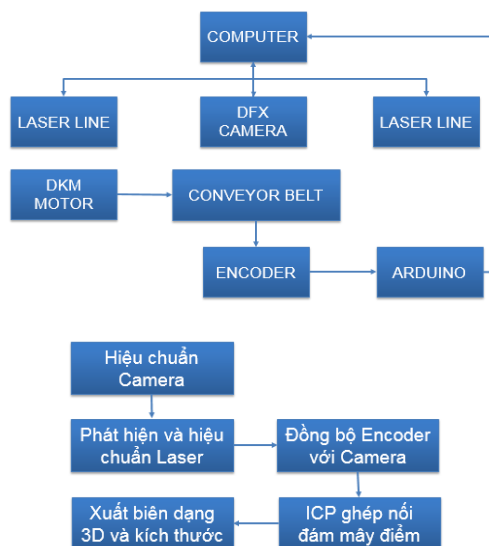 COMPUTER
LASER LINE
DFX
CAMERA
LASER LINE
DKM
MOTOR
CONVEYOR BELT
ENCODER
ARDUINO
Hiệu chuẩn
Camera
Phát hiện và hiệu
chuẩn Laser
Đồng bộ Encoder
với Camera
Xuất biên dạng
3D và kích thước
ICP ghép nối
đám mây điểm